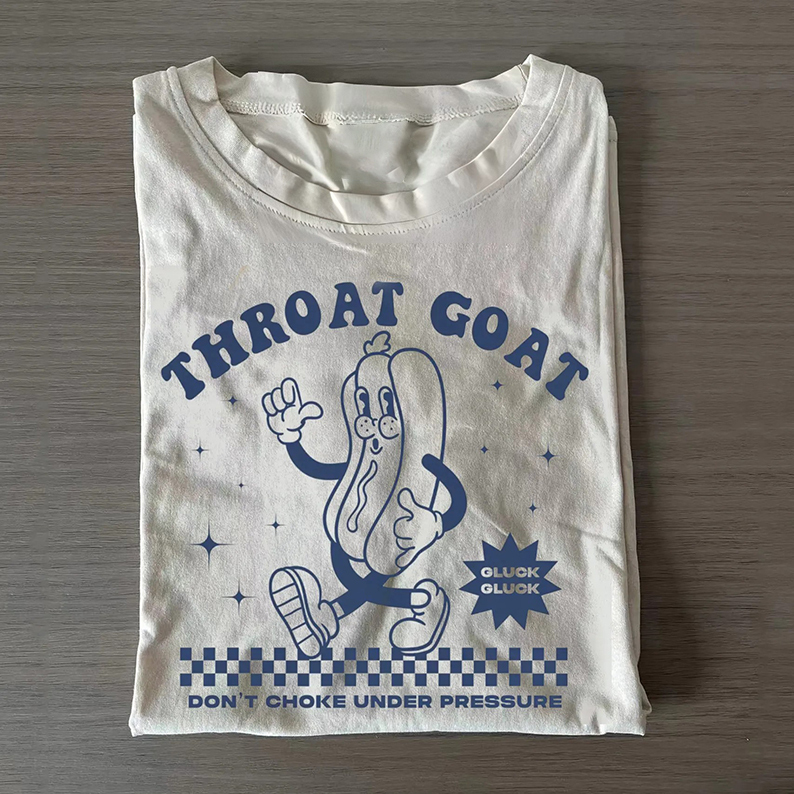 THROAT GOAT
GLUCK
GLUCK
DON'T CHOKE UNDER PRESSURE